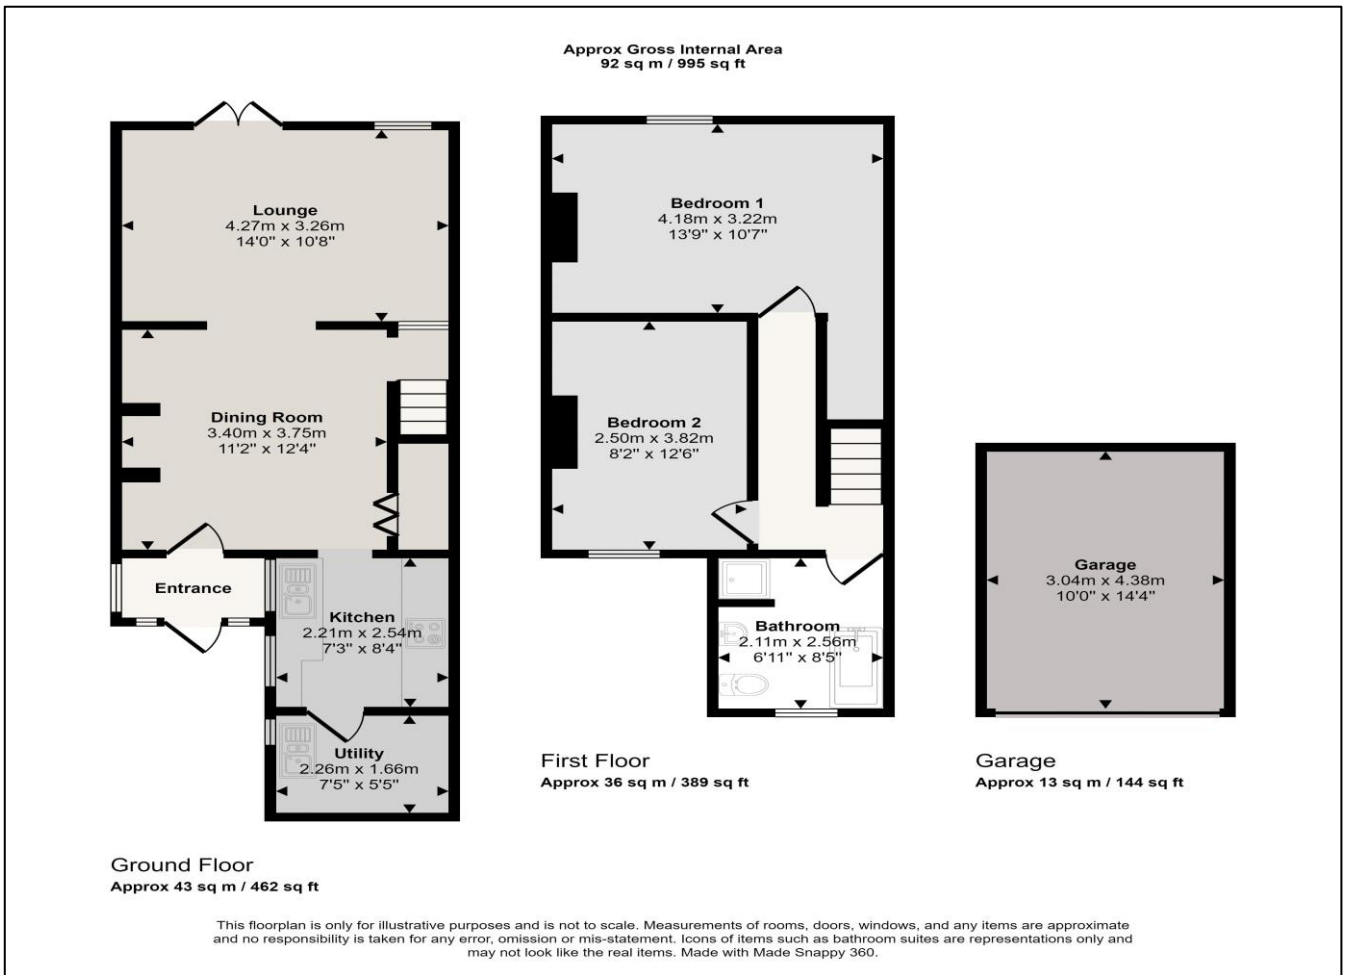 Approx Gross Internal Area
92 sq m / 995 sq ft
Lounge
4.27m x 3.26m
14'0" x 10'8"
Dining Room
3.40m x 3.75m
11'2" x 12'4"
Entrance
Kitchen
2.21m x 2.54m
7'3" x 8'4"
Utility
2.26m x 1.66m
7'5" x 5'5"
Ground Floor
Approx 43 sq m / 462 sq ft
Bedroom 1
4.18m x 3.22m
13'9" x 10'7"
Bedroom 2
2.50m x 3.82m
8'2" x 12'6"
Bathroom
2.11m x 2.56m
6'11" x 8'5"
First Floor
Approx 36 sq m / 389 sq ft
Garage
3.04m x 4.38m
10'0" x 14'4"
Garage
Approx 13 sq m / 144 sq ft
This floorplan is only for illustrative purposes and is not to scale. Measurements of rooms, doors, windows, and any items are approximate
and no responsibility is taken for any error, omission or mis-statement. Icons of items such as bathroom suites are representations only and
may not look like the real items. Made with Made Snappy 360.